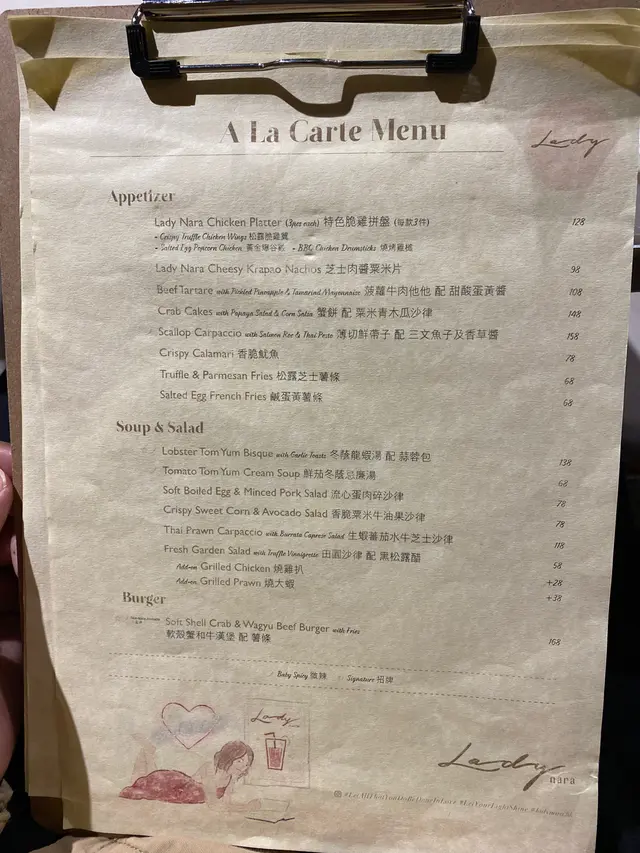 A La Carte Menu
Lady
Appetizer
Lady Nara Chicken Platter (3pcs each) 特色脆雞拼盤 (每款3件) 128
- Crispy Truffle Chicken Wings 松露脆雞翼
- Salted Egg Popcorn Chicken 黃金爆谷雞 - BBQ Chicken Drumsticks 燒烤雞槌
Lady Nara Cheesy Krapao Nachos 芝士肉醬粟米片 98
Beef Tartare with Pickled Pineapple & Tamarind Mayonnaise 菠蘿牛肉他他 配 甜酸蛋黃醬 108
Crab Cakes with Papaya Salad & Corn Salsa 蟹餅 配 粟米青木瓜沙律 148
Scallop Carpaccio with Salmon Roe & Thai Pesto 薄切鮮帶子 配 三文魚子及香草醬 158
Crispy Calamari 香脆魷魚 78
Truffle & Parmesan Fries 松露芝士薯條 68
Salted Egg French Fries 鹹蛋黃薯條 68
Soup & Salad
Lobster Tom Yum Bisque with Garlic Toasts 冬蔭龍蝦湯 配 蒜蓉包 138
Tomato Tom Yum Cream Soup 鮮茄冬蔭忌廉湯 68
Soft Boiled Egg & Minced Pork Salad 流心蛋肉碎沙律 78
Crispy Sweet Corn & Avocado Salad 香脆粟米牛油果沙律 78
Thai Prawn Carpaccio with Burrata Caprese Salad 生蝦蕃茄水牛芝士沙律 118
Fresh Garden Salad with Truffle Vinaigrette 田園沙律 配 黑松露醋 58
Add-on Grilled Chicken 燒雞扒 +28
Add-on Grilled Prawn 燒大蝦 +38
Burger
Soft Shell Crab & Wagyu Beef Burger with Fries
軟殼蟹和牛漢堡 配 薯條 168
Baby Spicy 微辣 Signature 招牌
Lady
Lady
nara